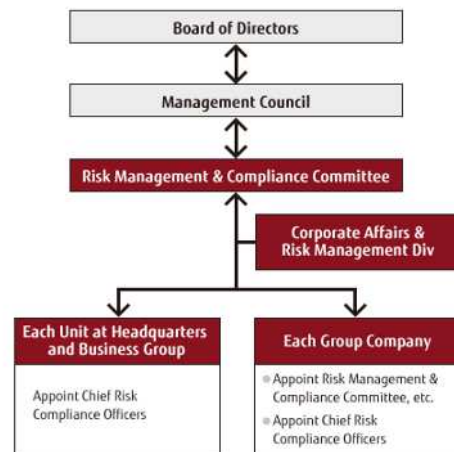 Board of Directors
Management Council
Risk Management & Compliance Committee
Corporate Affairs &
Risk Management Div
Each Unit at Headquarters
and Business Group
Appoint Chief Risk
Compliance Officers
Each Group Company
Appoint Risk Management &
Compliance Committee, etc.
Appoint Chief Risk
Compliance Officers